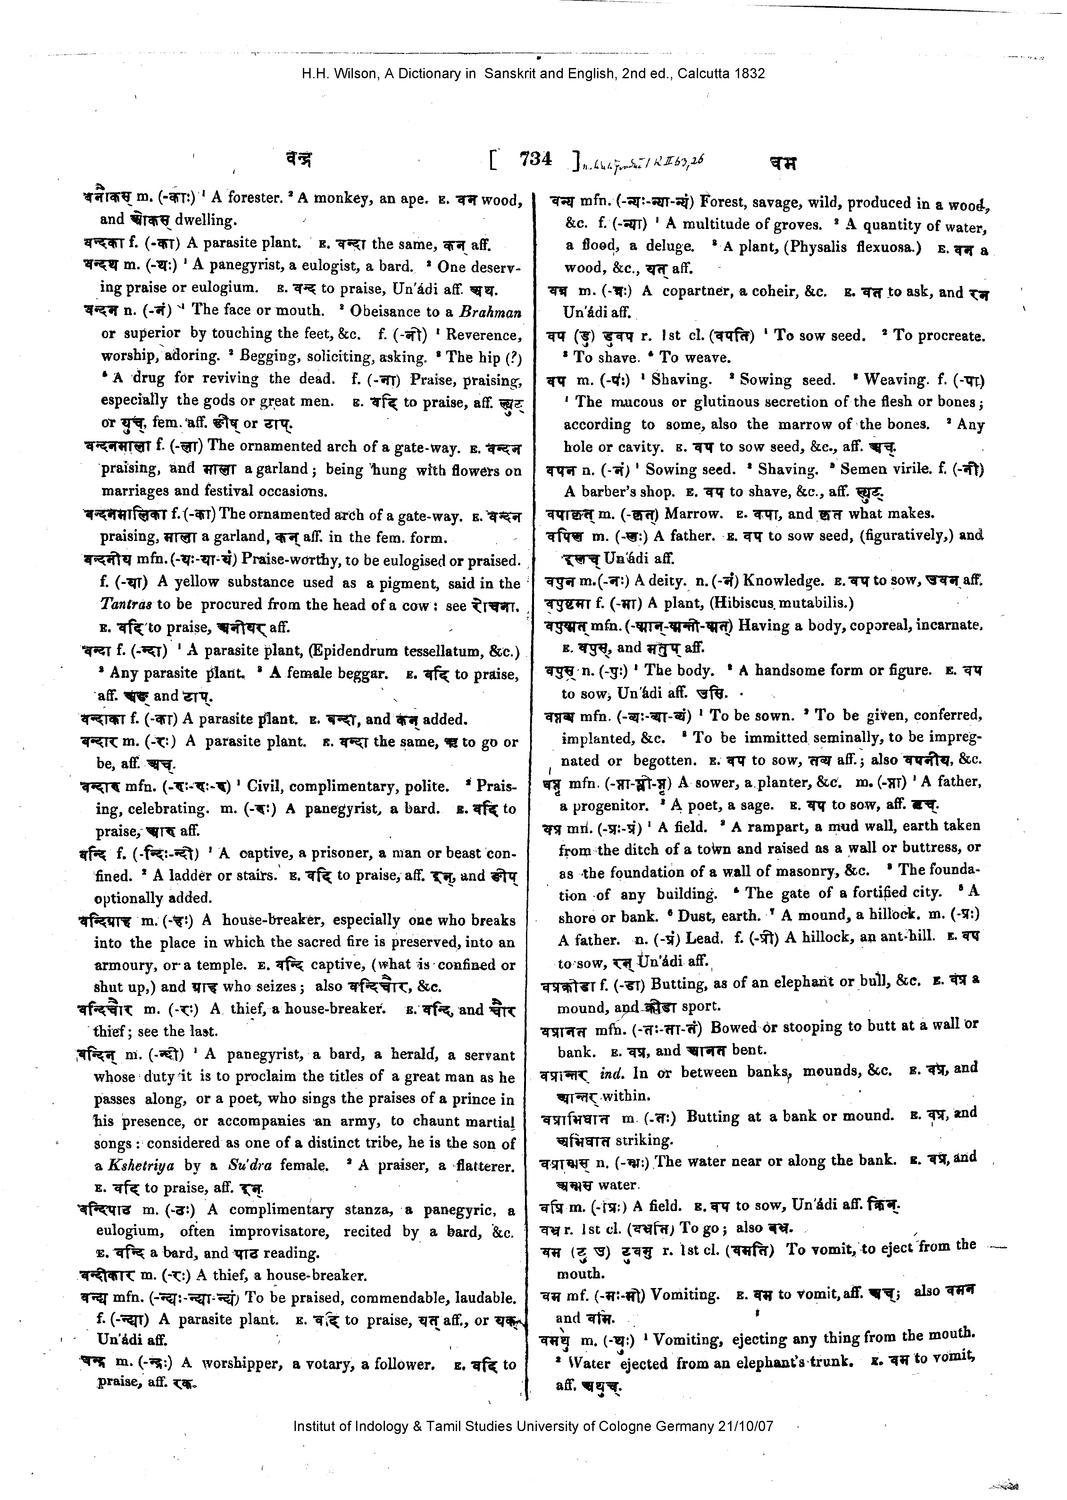 H.H. Wilson, A Dictionary in Sanskrit and English, 2nd ed., Calcutta 1832
वन्द्र [ 734 ] वम
वनौकस् m. (-काः) ¹ A forester. ² A monkey, an ape. E. वन wood,
and ओकस् dwelling.
वन्दका f. (-का) A parasite plant. E. वन्दा the same, कन् aff.
वन्दथ m. (-थः) ¹ A panegyrist, a eulogist, a bard. ² One deserv-
ing praise or eulogium. E. वन्द to praise, Un'ádi aff. अथ.
वन्दन n. (-नं) ¹ The face or mouth. ² Obeisance to a Brahman
or superior by touching the feet, &c. f. (-नी) ¹ Reverence,
worship, adoring. ² Begging, soliciting, asking. ³ The hip (?)
⁴ A drug for reviving the dead. f. (-ना) Praise, praising,
especially the gods or great men. E. वदि to praise, aff. ल्युट्
or युच्, fem. aff. ङीष् or टाप्.
वन्दनमाला f. (-ला) The ornamented arch of a gate-way. E. वन्दन
praising, and माला a garland; being hung with flowers on
marriages and festival occasions.
वन्दनमालिका f. (-का) The ornamented arch of a gate-way. E. वन्दन
praising, माला a garland, कन् aff. in the fem. form.
वन्दनीय mfn. (-यः-या-यं) Praise-worthy, to be eulogised or praised.
f. (-या) A yellow substance used as a pigment, said in the
Tantras to be procured from the head of a cow: see रोचना.
E. वदि to praise, अनीयर् aff.
वन्दा f. (-न्दा) ¹ A parasite plant, (Epidendrum tessellatum, &c.)
² Any parasite plant. ³ A female beggar. E. वदि to praise,
aff. अङ् and टाप्.
वन्दाका f. (-का) A parasite plant. E. वन्दा, and कन् added.
वन्दार m. (-रः) A parasite plant. E. वन्दा the same, ऋ to go or
be, aff. अच्.
वन्दारु mfn. (-रुः-रुः-रु) ¹ Civil, complimentary, polite. ² Prais-
ing, celebrating. m. (-रुः) A panegyrist, a bard. E. वदि to
praise, आरु aff.
वन्दि f. (-न्दिः-न्दी) ¹ A captive, a prisoner, a man or beast con-
fined. ² A ladder or stairs. E. वदि to praise, aff. इन्, and ङीष्
optionally added.
वन्दिग्राह m. (-हः) A house-breaker, especially one who breaks
into the place in which the sacred fire is preserved, into an
armoury, or a temple. E. वन्दि captive, (what is confined or
shut up,) and ग्राह who seizes; also वन्दिचौर, &c.
वन्दिचौर m. (-रः) A thief, a house-breaker. E. वन्दि, and चौर
thief; see the last.
वन्दिन् m. (-न्दी) ¹ A panegyrist, a bard, a herald, a servant
whose duty it is to proclaim the titles of a great man as he
passes along, or a poet, who sings the praises of a prince in
his presence, or accompanies an army, to chaunt martial
songs: considered as one of a distinct tribe, he is the son of
a Kshetriya by a Su'dra female. ² A praiser, a flatterer.
E. वदि to praise, aff. इन्.
वन्दिपाठ m. (-ठः) A complimentary stanza, a panegyric, a
eulogium, often improvisatore, recited by a bard, &c.
E. वन्दि a bard, and पाठ reading.
वन्दीकार m. (-रः) A thief, a house-breaker.
वन्द्य mfn. (-न्द्यः-न्द्या-न्द्यं) To be praised, commendable, laudable.
f. (-न्द्या) A parasite plant. E. वदि to praise, यत् aff., or यक्
Un'ádi aff.
वन्द्र m. (-न्द्रः) A worshipper, a votary, a follower. E. वदि to
praise, aff. रक्.
वन्य mfn. (-न्यः-न्या-न्यं) Forest, savage, wild, produced in a wood,
&c. f. (-न्या) ¹ A multitude of groves. ² A quantity of water,
a flood, a deluge. ³ A plant, (Physalis flexuosa.) E. वन a
wood, &c., यत् aff.
वन्र m. (-न्रः) A copartner, a coheir, &c. E. वन to ask, and रन्
Un'ádi aff.
वप (डु) डुवप r. 1st cl. (वपति) ¹ To sow seed. ² To procreate.
³ To shave. ⁴ To weave.
वप m. (-पः) ¹ Shaving. ² Sowing seed. ³ Weaving. f. (-पा)
¹ The mucous or glutinous secretion of the flesh or bones;
according to some, also the marrow of the bones. ² Any
hole or cavity. E. वप to sow seed, &c., aff. अच्.
वपन n. (-नं) ¹ Sowing seed. ² Shaving. ³ Semen virile. f. (-नी)
A barber's shop. E. वप to shave, &c., aff. ल्युट्.
वपाकृत् m. (-कृत्) Marrow. E. वपा, and कृत what makes.
वपिल m. (-लः) A father. E. वप to sow seed, (figuratively,) and
इलच् Un'ádi aff.
वपुन m. (-नः) A deity. n. (-नं) Knowledge. E. वप to sow, उनन् aff.
वपुष्टमा f. (-मा) A plant, (Hibiscus mutabilis.)
वपुष्मत् mfn. (-ष्मान्-ष्मती-ष्मत्) Having a body, coporeal, incarnate.
E. वपुस्, and मतुप् aff.
वपुस् n. (-पुः) ¹ The body. ² A handsome form or figure. E. वप
to sow, Un'ádi aff. उसि.
वप्तव्य mfn. (-व्यः-व्या-व्यं) ¹ To be sown. ² To be given, conferred,
implanted, &c. ³ To be immitted seminally, to be impreg-
nated or begotten. E. वप to sow, तव्य aff.; also वपनीय, &c.
वप्तृ mfn. (-प्ता-प्त्री-प्तृ) A sower, a planter, &c. m. (-प्ता) ¹ A father,
a progenitor. ² A poet, a sage. E. वप to sow, aff. तृच्.
वप्र mn. (-प्रः-प्रं) ¹ A field. ² A rampart, a mud wall, earth taken
from the ditch of a town and raised as a wall or buttress, or
as the foundation of a wall of masonry, &c. ³ The founda-
tion of any building. ⁴ The gate of a fortified city. ⁵ A
shore or bank. ⁶ Dust, earth. ⁷ A mound, a hillock. m. (-प्रः)
A father. n. (-प्रं) Lead. f. (-प्री) A hillock, an ant-hill. E. वप
to sow, रन् Un'ádi aff.
वप्रक्रीडा f. (-डा) Butting, as of an elephant or bull, &c. E. वप्र a
mound, and क्रीडा sport.
वप्रानत mfn. (-तः-ता-तं) Bowed or stooping to butt at a wall or
bank. E. वप्र, and आनत bent.
वप्रान्तर् ind. In or between banks, mounds, &c. E. वप्र, and
अन्तर् within.
वप्राभिघात m. (-तः) Butting at a bank or mound. E. वप्र, and
अभिघात striking.
वप्राम्भस् n. (-म्भः) The water near or along the bank. E. वप्र, and
अम्भस water.
वप्रि m. (-प्रिः) A field. E. वप to sow, Un'ádi aff. क्रिन्.
वभ्र r. 1st cl. (वभ्रति) To go; also बभ्र.
वम (टु उ) टुवमु r. 1st cl. (वमति) To vomit, to eject from the
mouth.
वम mf. (-मः-मी) Vomiting. E. वम to vomit, aff. अच्; also वमन
and वमि.
वमथु m. (-थुः) ¹ Vomiting, ejecting any thing from the mouth.
² Water ejected from an elephant's trunk. E. वम to vomit,
aff. अथुच्.
Institut of Indology & Tamil Studies University of Cologne Germany 21/10/07